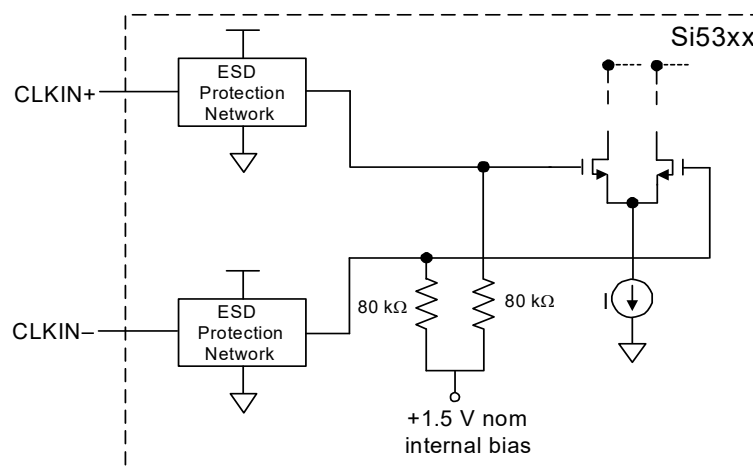 Si53xx
ESD
Protection
Network
CLKIN+
ESD
Protection
Network
CLKIN–
80 kΩ
80 kΩ
I
+1.5 V nom
internal bias